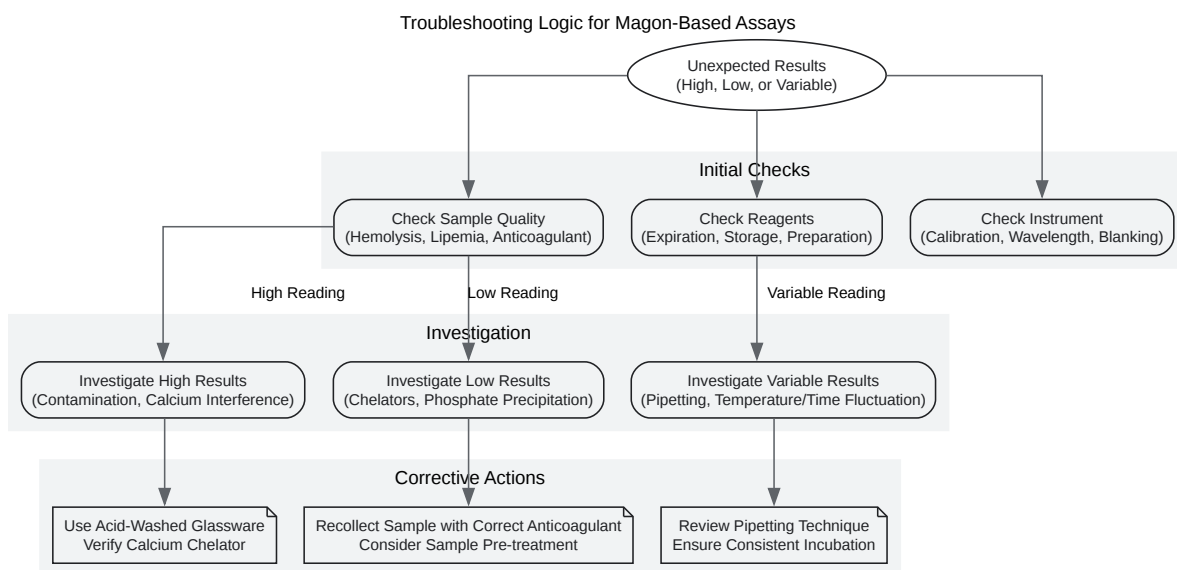 Troubleshooting Logic for Magon-Based Assays
Unexpected Results
(High, Low, or Variable)
Initial Checks
Check Sample Quality
(Hemolysis, Lipemia, Anticoagulant)
Check Reagents
(Expiration, Storage, Preparation)
Check Instrument
(Calibration, Wavelength, Blanking)
High Reading
Low Reading
Variable Reading
Investigation
Investigate High Results
(Contamination, Calcium Interference)
Investigate Low Results
(Chelators, Phosphate Precipitation)
Investigate Variable Results
(Pipetting, Temperature/Time Fluctuation)
Corrective Actions
Use Acid-Washed Glassware
Verify Calcium Chelator
Recollect Sample with Correct Anticoagulant
Consider Sample Pre-treatment
Review Pipetting Technique
Ensure Consistent Incubation